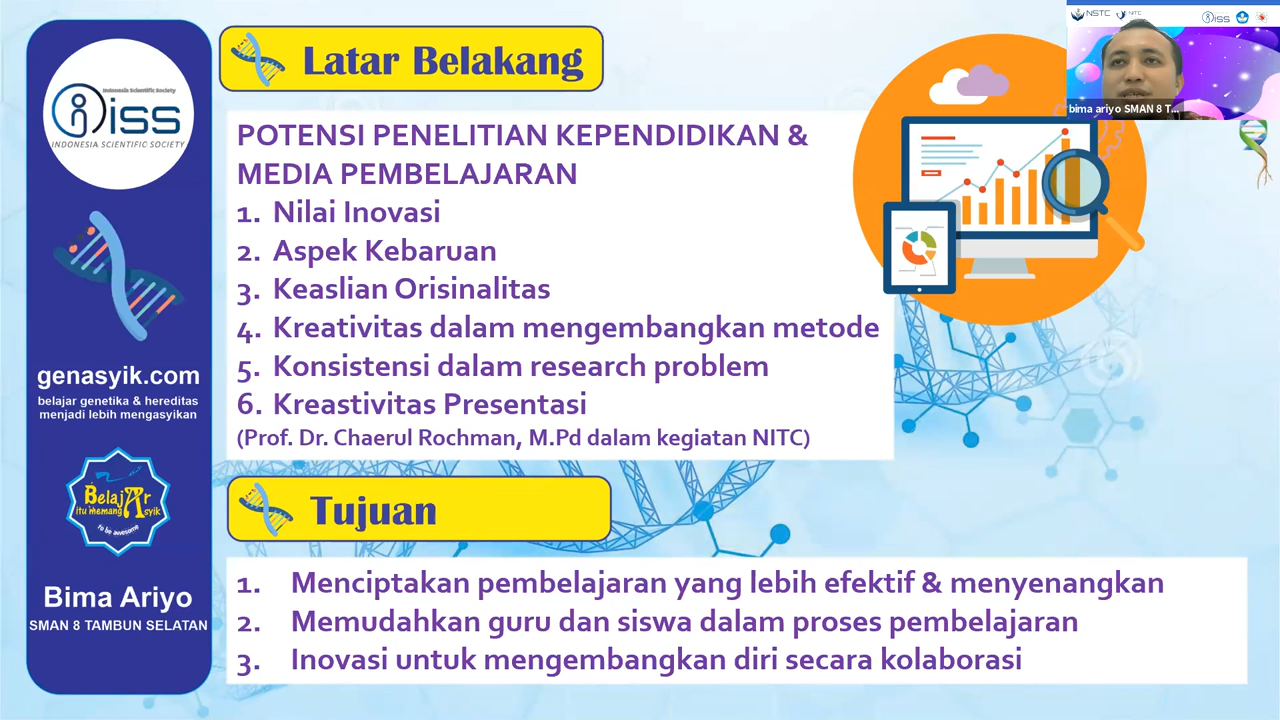 Indonesia Scientific Society
iss
INDONESIA SCIENTIFIC SOCIETY
genasyik.com
belajar genetika & hereditas
menjadi lebih mengasyikan
Belajar
itu memang Asyik
to be awesome
Bima Ariyo
SMAN 8 TAMBUN SELATAN
Latar Belakang
POTENSI PENELITIAN KEPENDIDIKAN &
MEDIA PEMBELAJARAN
1. Nilai Inovasi
2. Aspek Kebaruan
3. Keaslian Orisinalitas
4. Kreativitas dalam mengembangkan metode
5. Konsistensi dalam research problem
6. Kreastivitas Presentasi
(Prof. Dr. Chaerul Rochman, M.Pd dalam kegiatan NITC)
Tujuan
1. Menciptakan pembelajaran yang lebih efektif & menyenangkan
2. Memudahkan guru dan siswa dalam proses pembelajaran
3. Inovasi untuk mengembangkan diri secara kolaborasi
NSTC NITC iss
bima ariyo SMAN 8 T...